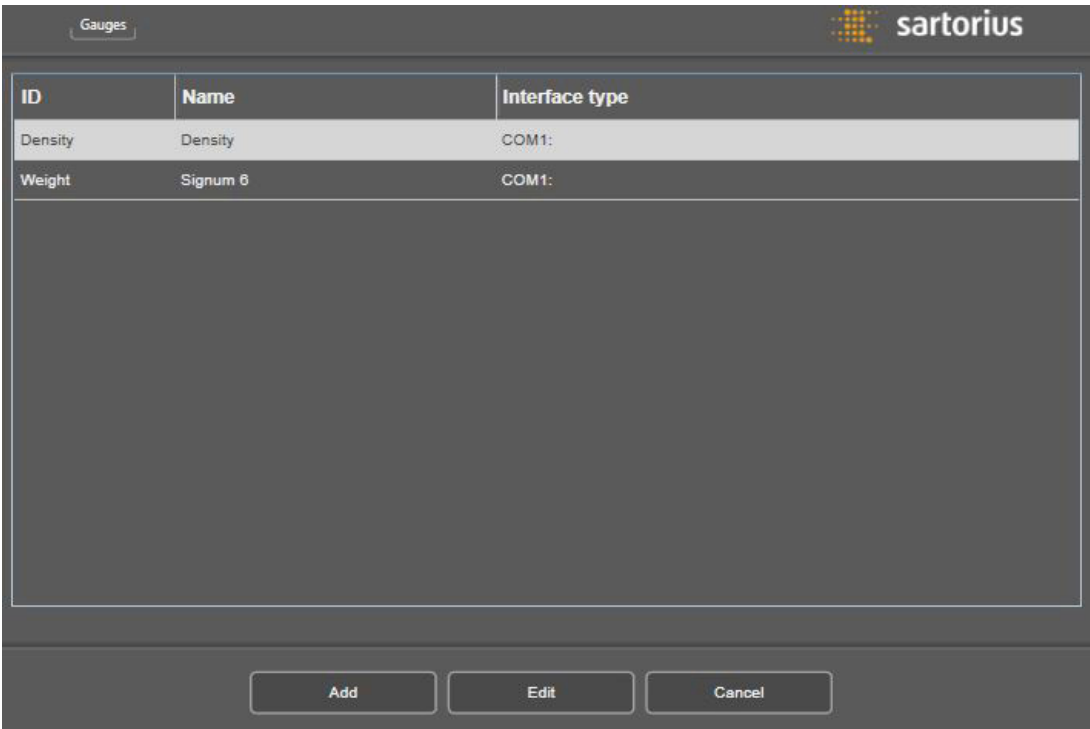 Gauges sartorius
ID Name Interface type
Density Density COM1:
Weight Signum 6 COM1:
Add Edit Cancel